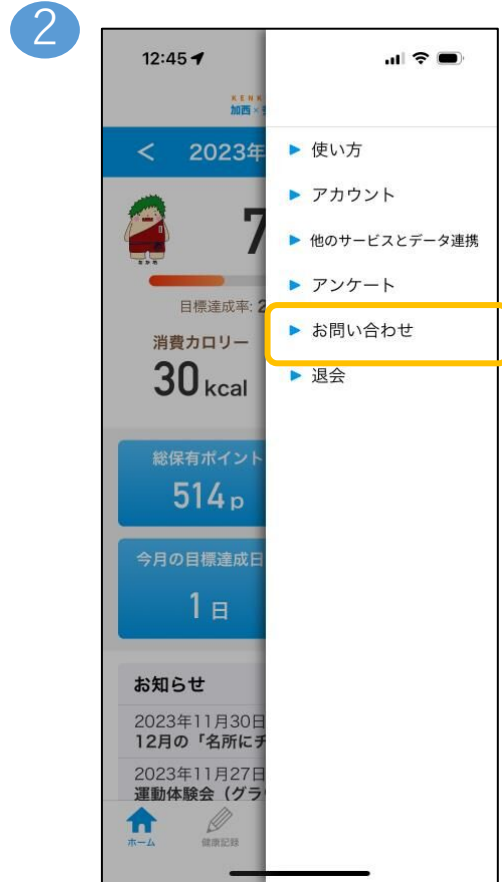 2
12:45
KENK
加西×
< 2023年
7
目標達成率: 2
消費カロリー
30 kcal
総保有ポイント
514 p
今月の目標達成日
1 日
お知らせ
2023年11月30日
12月の「名所にチ
2023年11月27日
運動体験会（グラ
ホーム
健康記録
使い方
アカウント
他のサービスとデータ連携
アンケート
お問い合わせ
退会